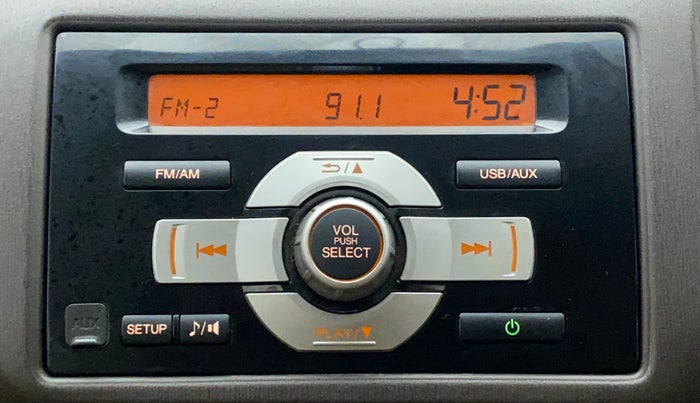 FM-2 91.1 4:52
FM/AM USB/AUX
VOL
PUSH
SELECT
AUX SETUP PLAY/